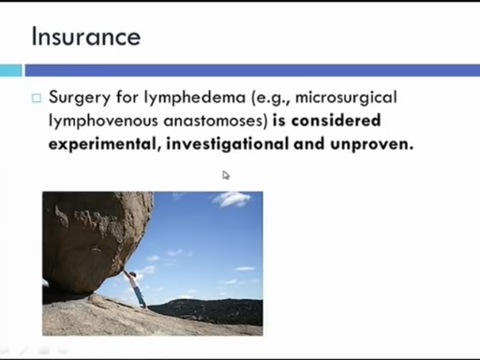 Insurance
Surgery for lymphedema (e.g., microsurgical
lymphovenous anastomoses) is considered
experimental, investigational and unproven.